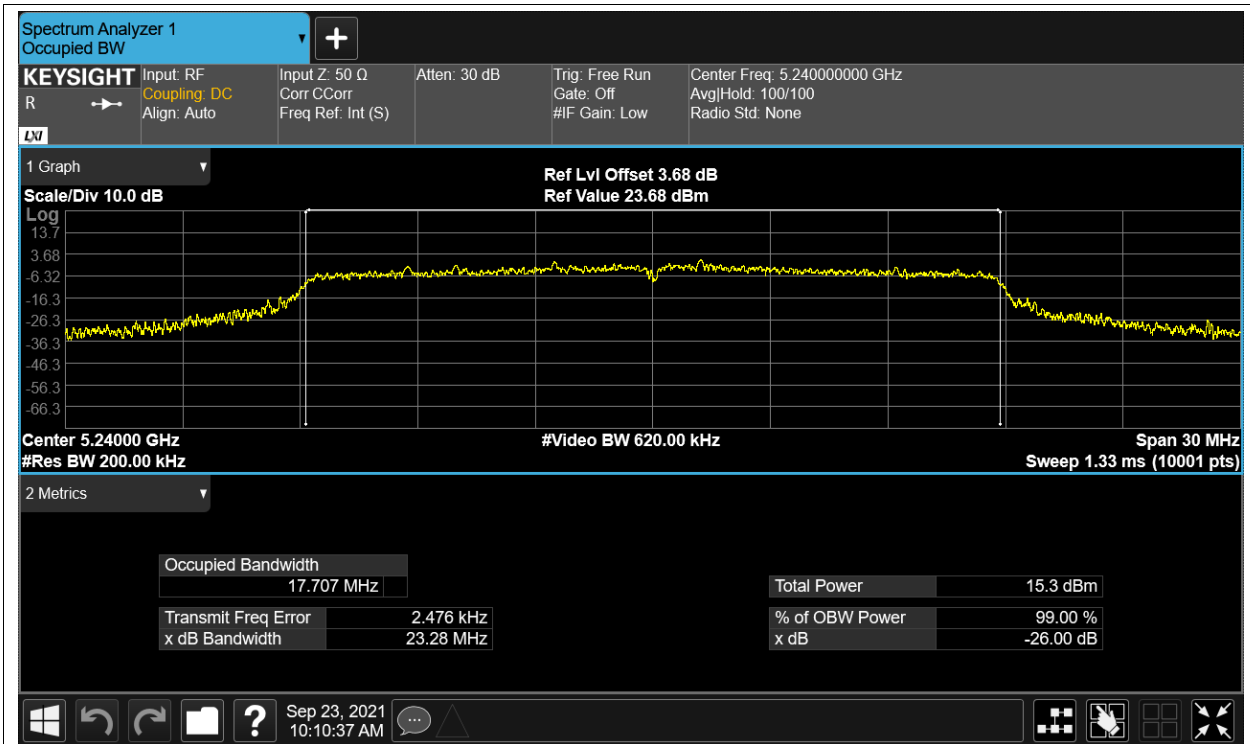 Spectrum Analyzer 1
Occupied BW
KEYSIGHT
R
LXI
Input: RF
Coupling: DC
Align: Auto
Input Z: 50 Ω
Corr CCorr
Freq Ref: Int (S)
Atten: 30 dB
Trig: Free Run
Gate: Off
#IF Gain: Low
Center Freq: 5.240000000 GHz
Avg|Hold: 100/100
Radio Std: None
1 Graph
Scale/Div 10.0 dB
Ref Lvl Offset 3.68 dB
Ref Value 23.68 dBm
Log
13.7
3.68
-6.32
-16.3
-26.3
-36.3
-46.3
-56.3
-66.3
Center 5.24000 GHz
#Video BW 620.00 kHz
Span 30 MHz
#Res BW 200.00 kHz
Sweep 1.33 ms (10001 pts)
2 Metrics
Occupied Bandwidth
17.707 MHz
Total Power 15.3 dBm
Transmit Freq Error 2.476 kHz
% of OBW Power 99.00 %
x dB Bandwidth 23.28 MHz
x dB -26.00 dB
?
Sep 23, 2021
10:10:37 AM